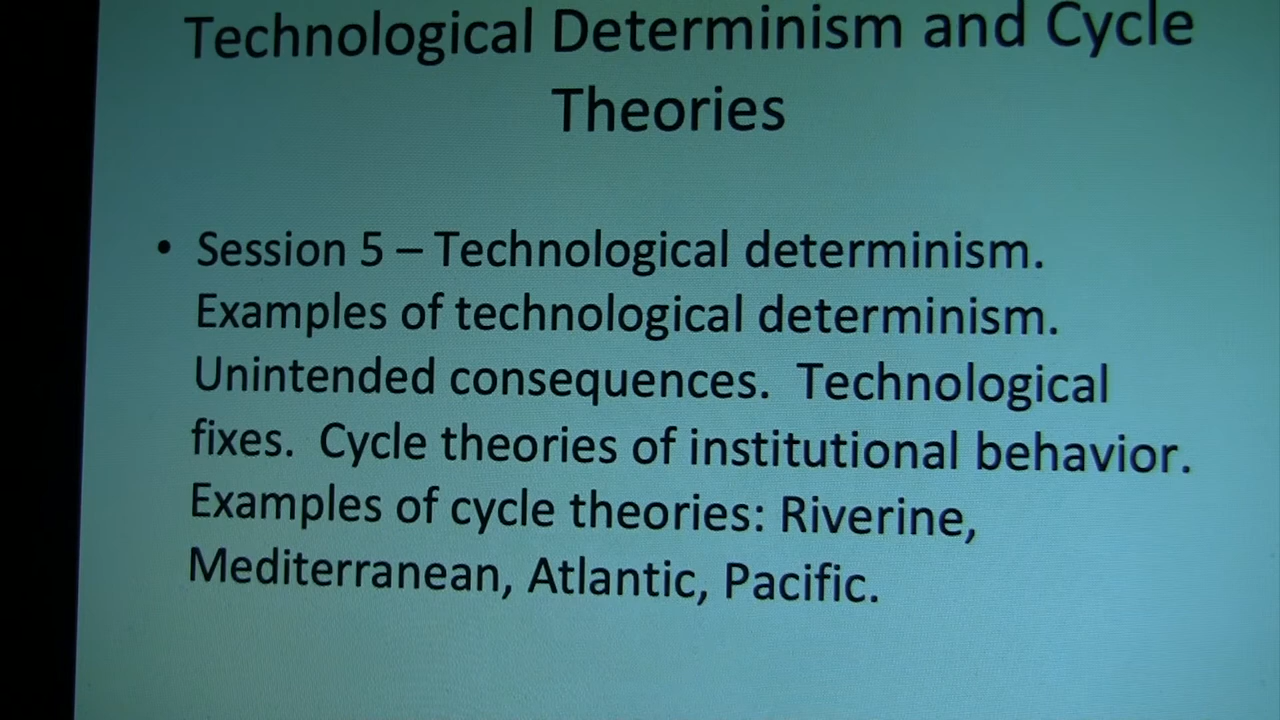 Technological Determinism and Cycle
Theories
• Session 5 – Technological determinism.
Examples of technological determinism.
Unintended consequences. Technological
fixes. Cycle theories of institutional behavior.
Examples of cycle theories: Riverine,
Mediterranean, Atlantic, Pacific.